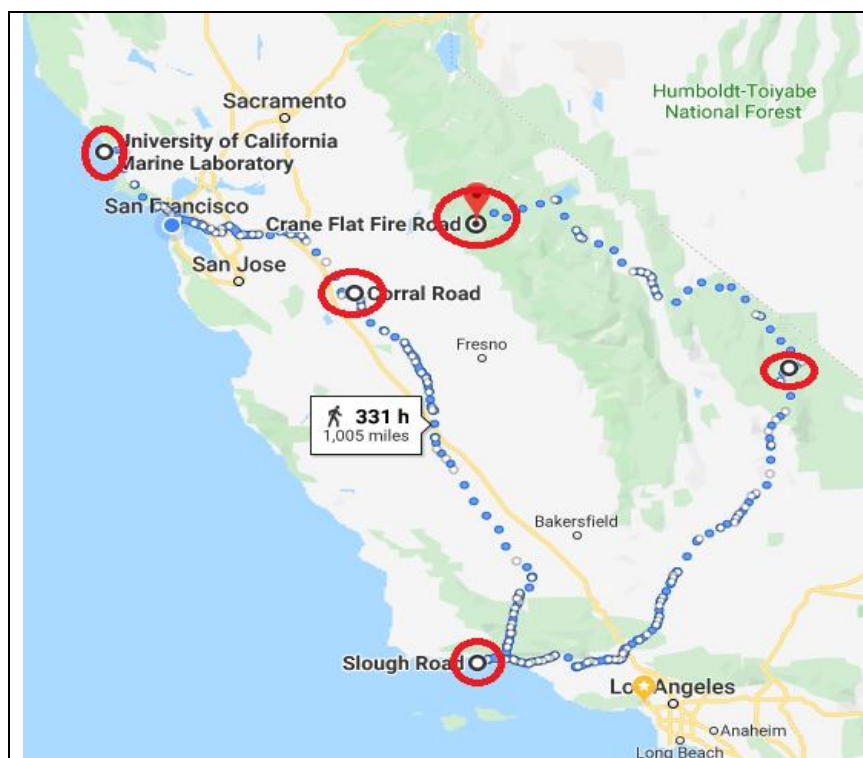 Humboldt-Toiyabe
National Forest
Sacramento
University of California
Marine Laboratory
San Francisco
Crane Flat Fire Road
San Jose
Corral Road
Fresno
331 h
1,005 miles
Bakersfield
Slough Road
Los Angeles
Anaheim
Long Beach